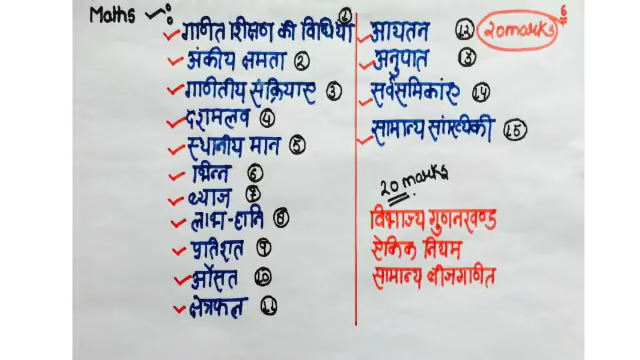 Maths
गणित शिक्षण की विधियां 1
अंकीय क्षमता 2
गाणितीय संक्रियाए 3
दशमलव 4
स्थानीय मान 5
भिन्न 6
ब्याज 7
लाभ-हानि 8
प्रतिशत 9
औसत 10
क्षेत्रफल 11
आयतन 12
अनुपात 13
सर्वसमिकांए 14
सामान्य सांख्यिकी 15
20 marks 6
20 marks
विभाज्य गुणनखण्ड
ऐकिक नियम
सामान्य बीजगणित